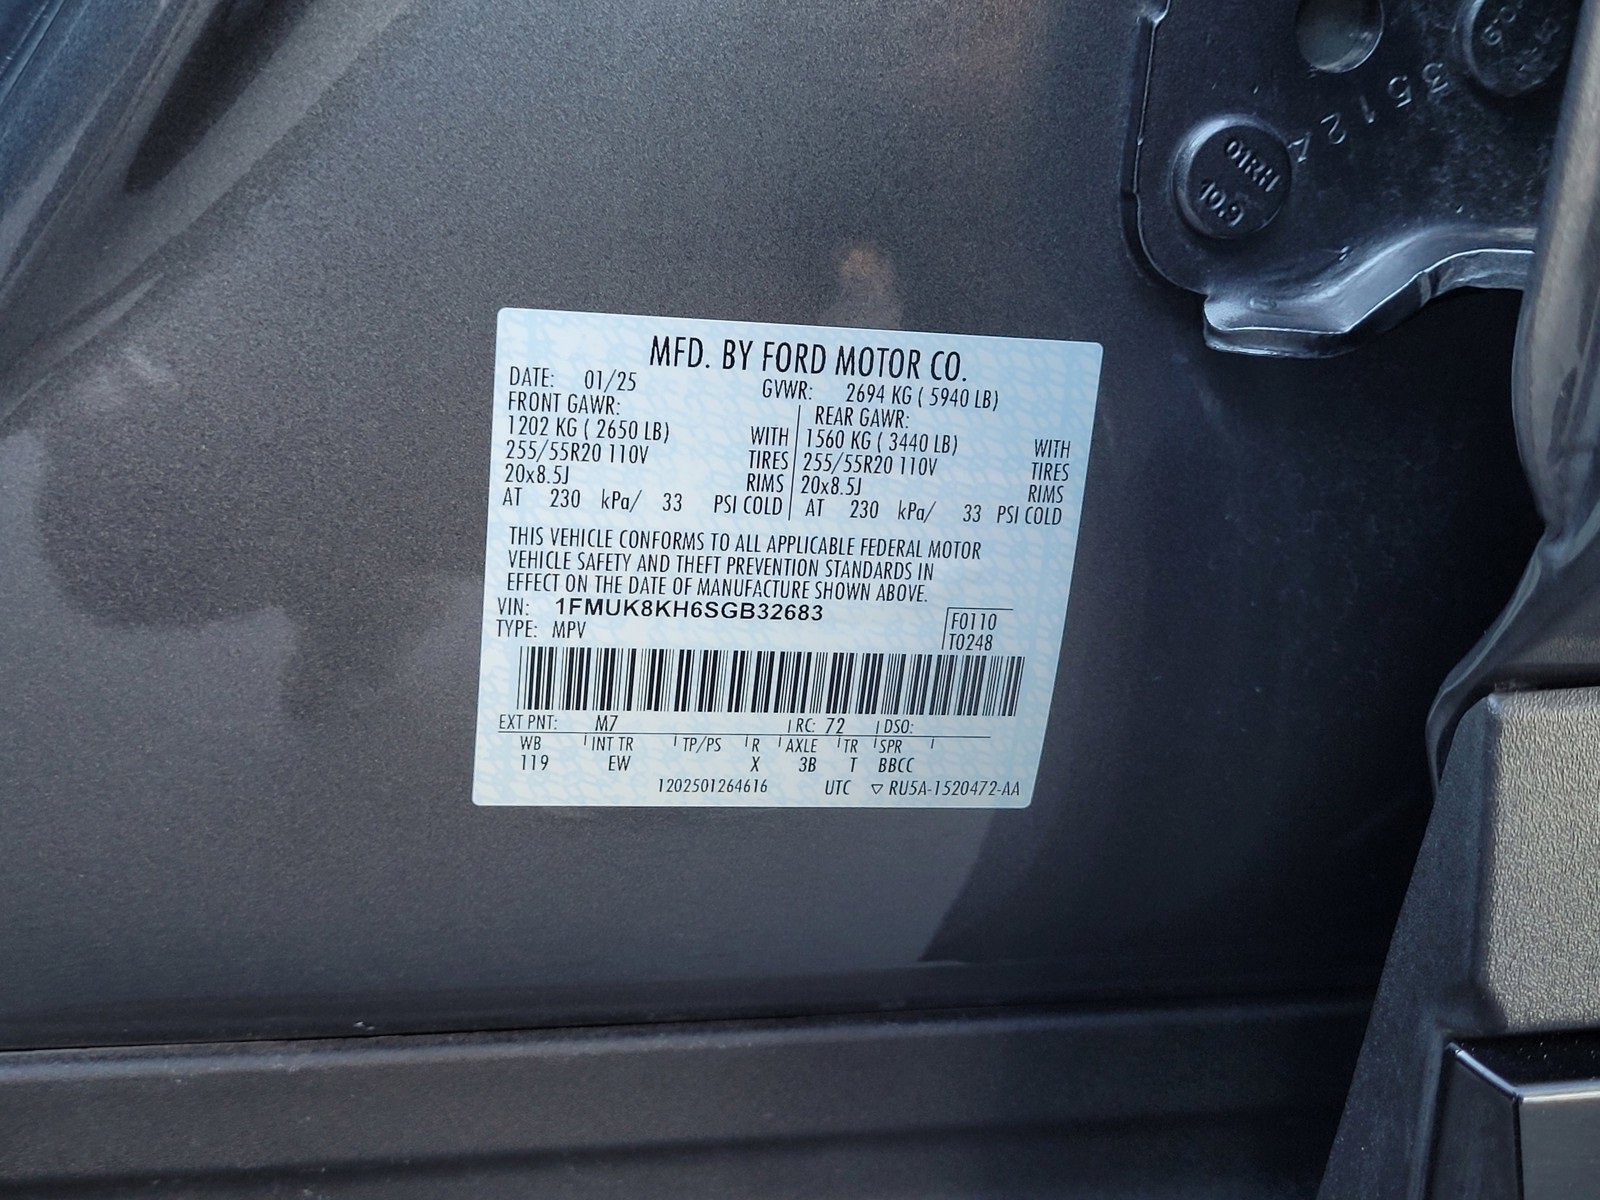 35124
01RH
10.9
MFD. BY FORD MOTOR CO.
DATE: 01/25 GVWR: 2694 KG ( 5940 LB)
FRONT GAWR: REAR GAWR:
1202 KG ( 2650 LB) WITH 1560 KG ( 3440 LB) WITH
255/55R20 110V TIRES 255/55R20 110V TIRES
20x8.5J RIMS 20x8.5J RIMS
AT 230 kPa/ 33 PSI COLD AT 230 kPa/ 33 PSI COLD
THIS VEHICLE CONFORMS TO ALL APPLICABLE FEDERAL MOTOR
VEHICLE SAFETY AND THEFT PREVENTION STANDARDS IN
EFFECT ON THE DATE OF MANUFACTURE SHOWN ABOVE.
VIN: 1FMUK8KH6SGB32683 F0110
TYPE: MPV T0248
EXT PNT: M7 RC: 72 DSO:
WB INT TR TP/PS R AXLE TR SPR
119 EW X 3B T BBCC
1202501264616 UTC ▽ RU5A-1520472-AA